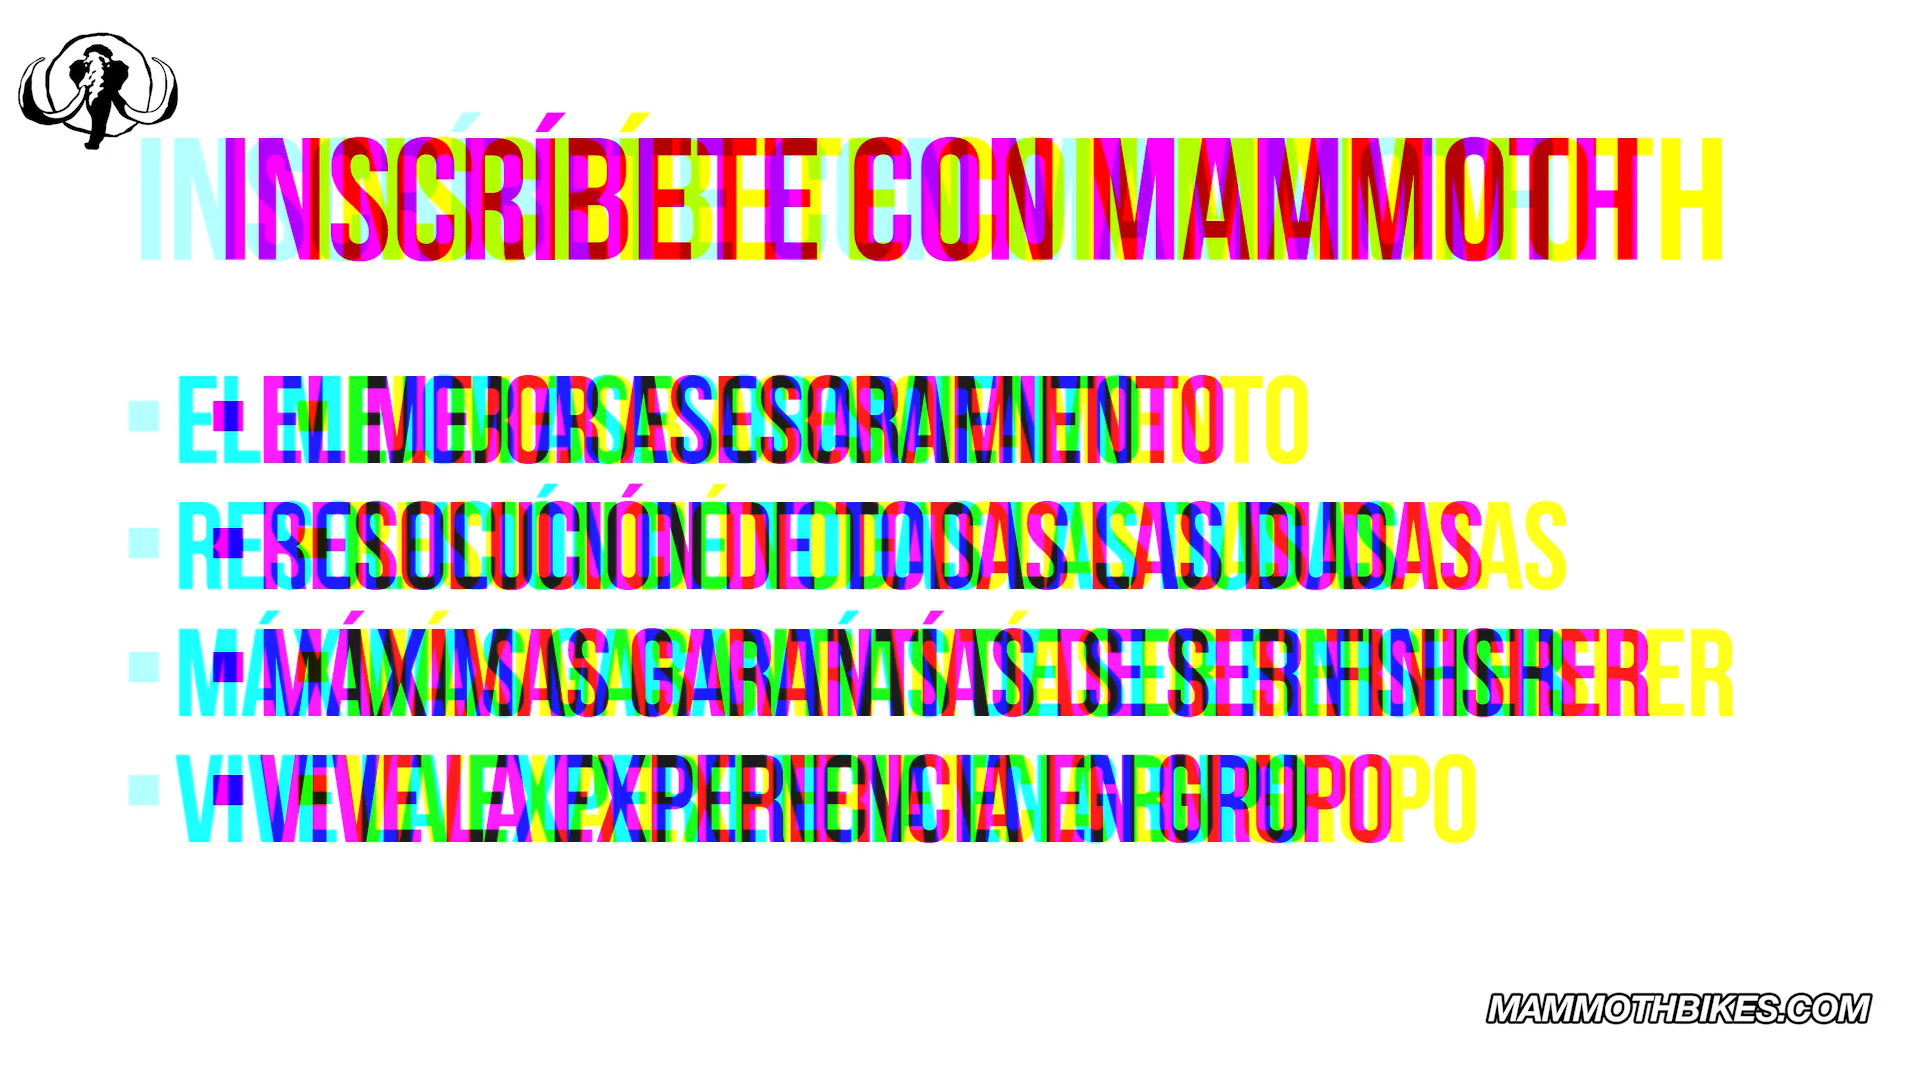 INSCRÍBETE CON MAMMOTH
▪ EL MEJOR ASESORAMIENTO
▪ RESOLUCIÓN DE TODAS LAS DUDAS
▪ MÁXIMAS GARANTÍAS DE SER FINISHER
▪ VIVE LA EXPERIENCIA EN GRUPO
MAMMOTHBIKES.COM